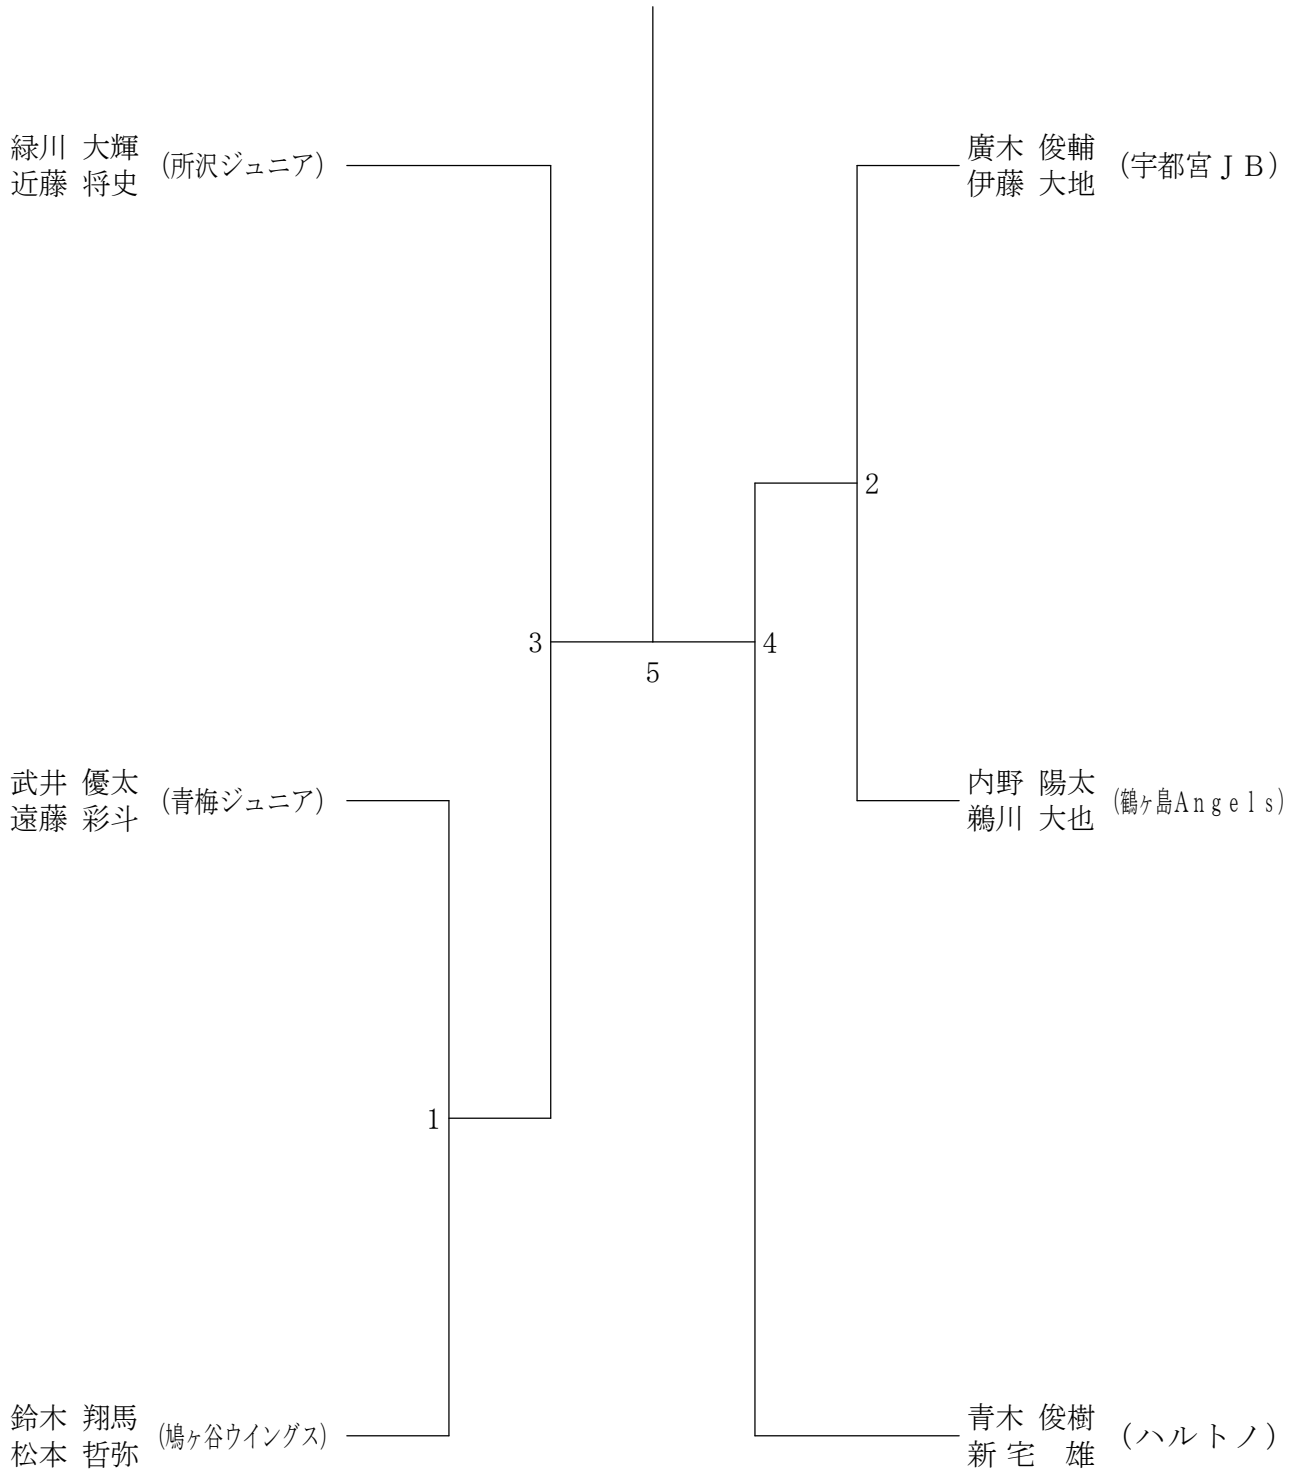 緑川 大輝
近藤 将史
(所沢ジュニア)
廣木 俊輔
伊藤 大地
(宇都宮ＪＢ)
2
3
4
5
武井 優太
遠藤 彩斗
(青梅ジュニア)
内野 陽太
鵜川 大也
(鶴ヶ島Ａｎｇｅｌｓ)
1
鈴木 翔馬
松本 哲弥
(鳩ヶ谷ウイングス)
青木 俊樹
新宅 雄
(ハルトノ)